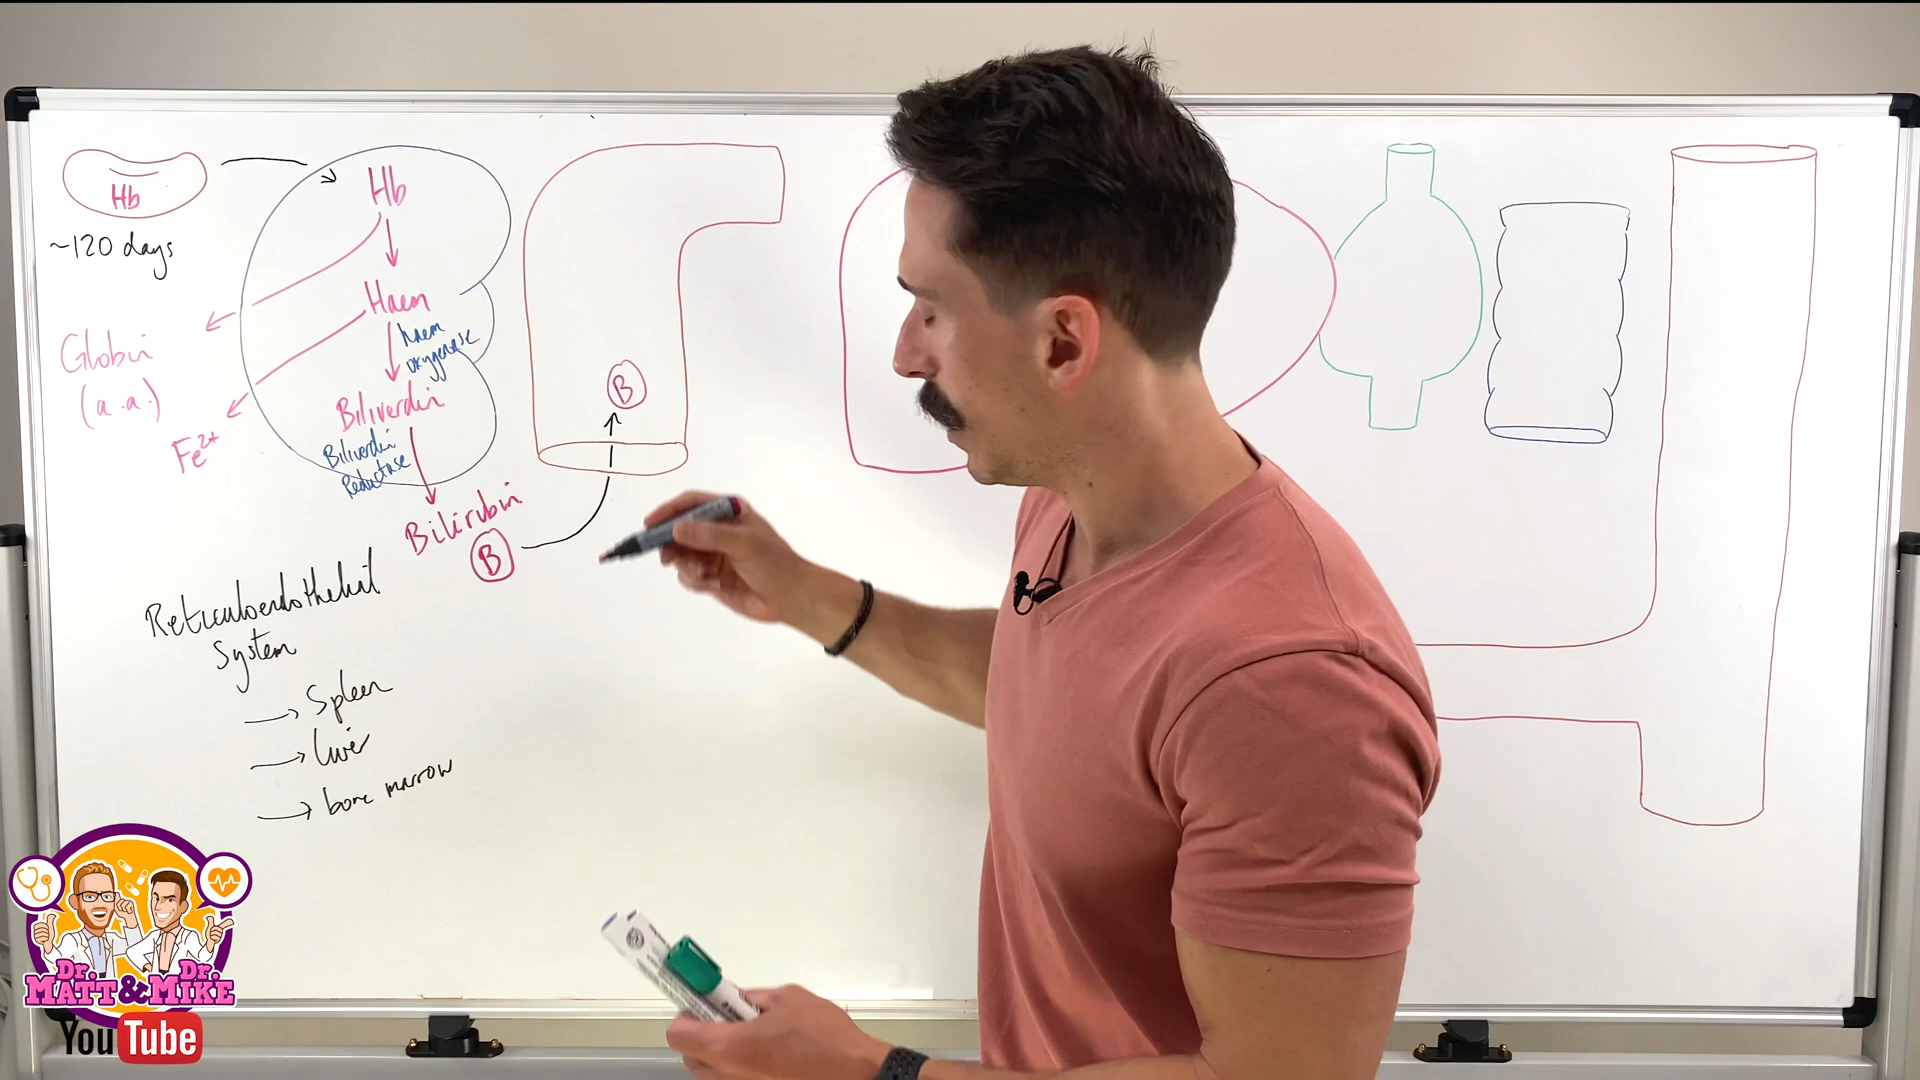 Hb
~120 days
Globin
(a.a.)
Fe2+
Hb
Haem
haem
oxygenase
Biliverdin
Biliverdin
Reductase
Bilirubin
B
B
Reticuloendothelial
System
→ Spleen
→ Liver
→ bone marrow
Dr. Dr.
MATT & MIKE
YouTube